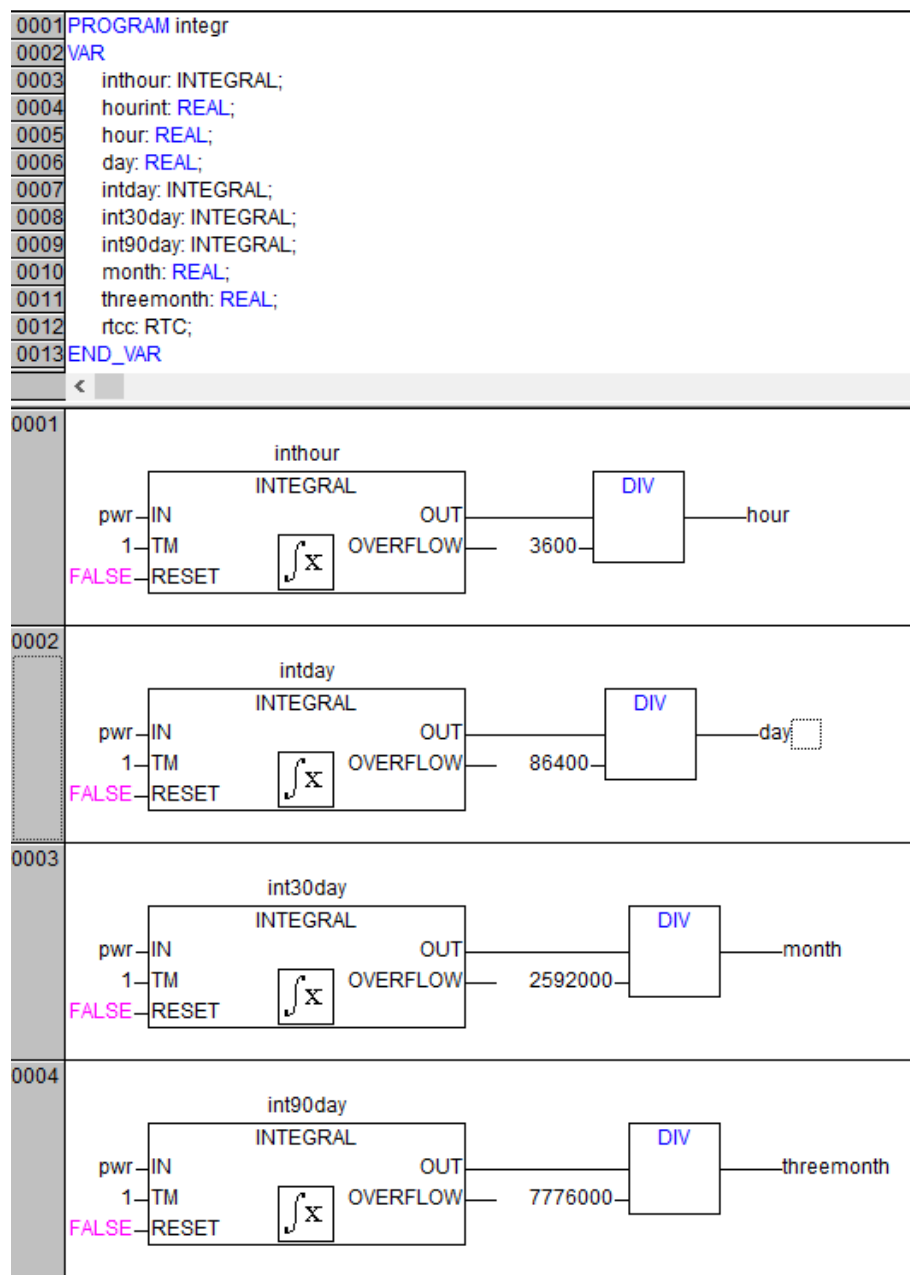 0001 PROGRAM integr
0002 VAR
0003 inthour: INTEGRAL;
0004 hourint: REAL;
0005 hour: REAL;
0006 day: REAL;
0007 intday: INTEGRAL;
0008 int30day: INTEGRAL;
0009 int90day: INTEGRAL;
0010 month: REAL;
0011 threemonth: REAL;
0012 rtcc: RTC;
0013 END_VAR
<
0001
inthour
INTEGRAL DIV
pwr IN OUT hour
1 TM ∫x OVERFLOW 3600
FALSE RESET
0002
intday
INTEGRAL DIV
pwr IN OUT day
1 TM ∫x OVERFLOW 86400
FALSE RESET
0003
int30day
INTEGRAL DIV
pwr IN OUT month
1 TM ∫x OVERFLOW 2592000
FALSE RESET
0004
int90day
INTEGRAL DIV
pwr IN OUT threemonth
1 TM ∫x OVERFLOW 7776000
FALSE RESET